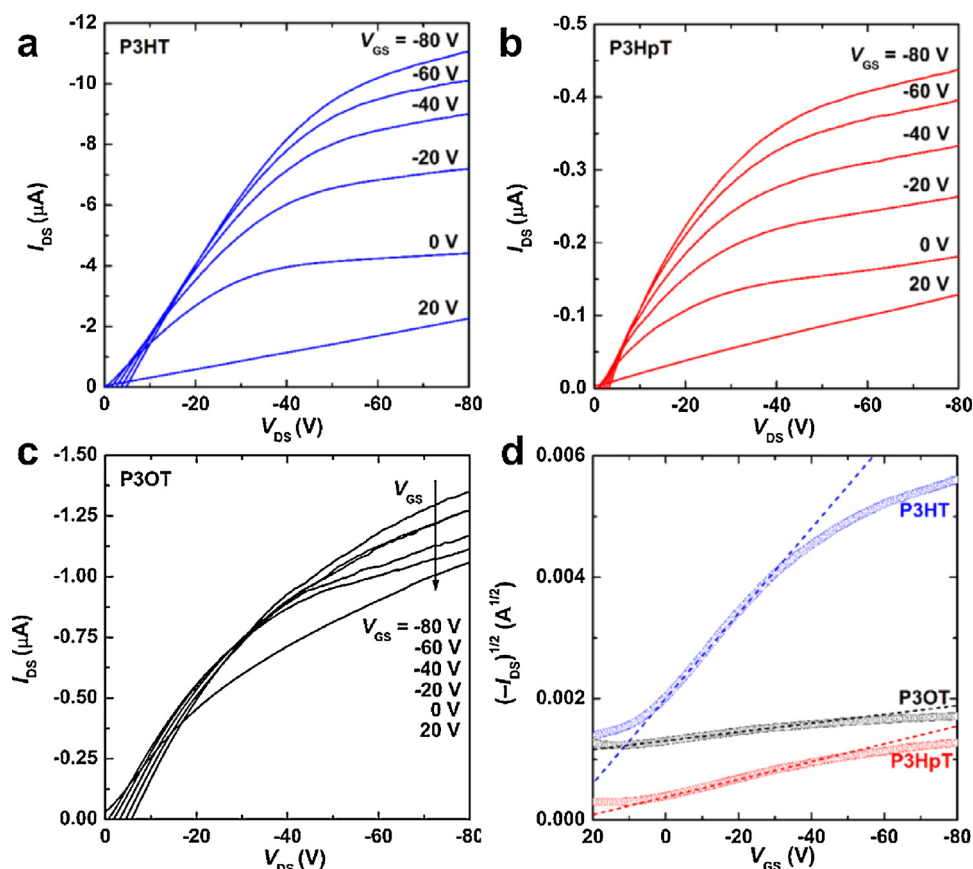 a
P3HT
V_GS = -80 V
-60 V
-40 V
-20 V
0 V
20 V
-12
-10
-8
-6
-4
-2
0
I_DS (μA)
0 -20 -40 -60 -80
V_DS (V)
b
P3HpT
V_GS = -80 V
-60 V
-40 V
-20 V
0 V
20 V
-0.5
-0.4
-0.3
-0.2
-0.1
0.0
I_DS (μA)
0 -20 -40 -60 -80
V_DS (V)
c
P3OT
V_GS
V_GS = -80 V
-60 V
-40 V
-20 V
0 V
20 V
-1.50
-1.25
-1.00
-0.75
-0.50
-0.25
0.00
I_DS (μA)
0 -20 -40 -60 -80
V_DS (V)
d
P3HT
P3OT
P3HpT
0.006
0.004
0.002
0.000
(−I_DS)^1/2 (A^1/2)
20 0 -20 -40 -60 -80
V_GS (V)